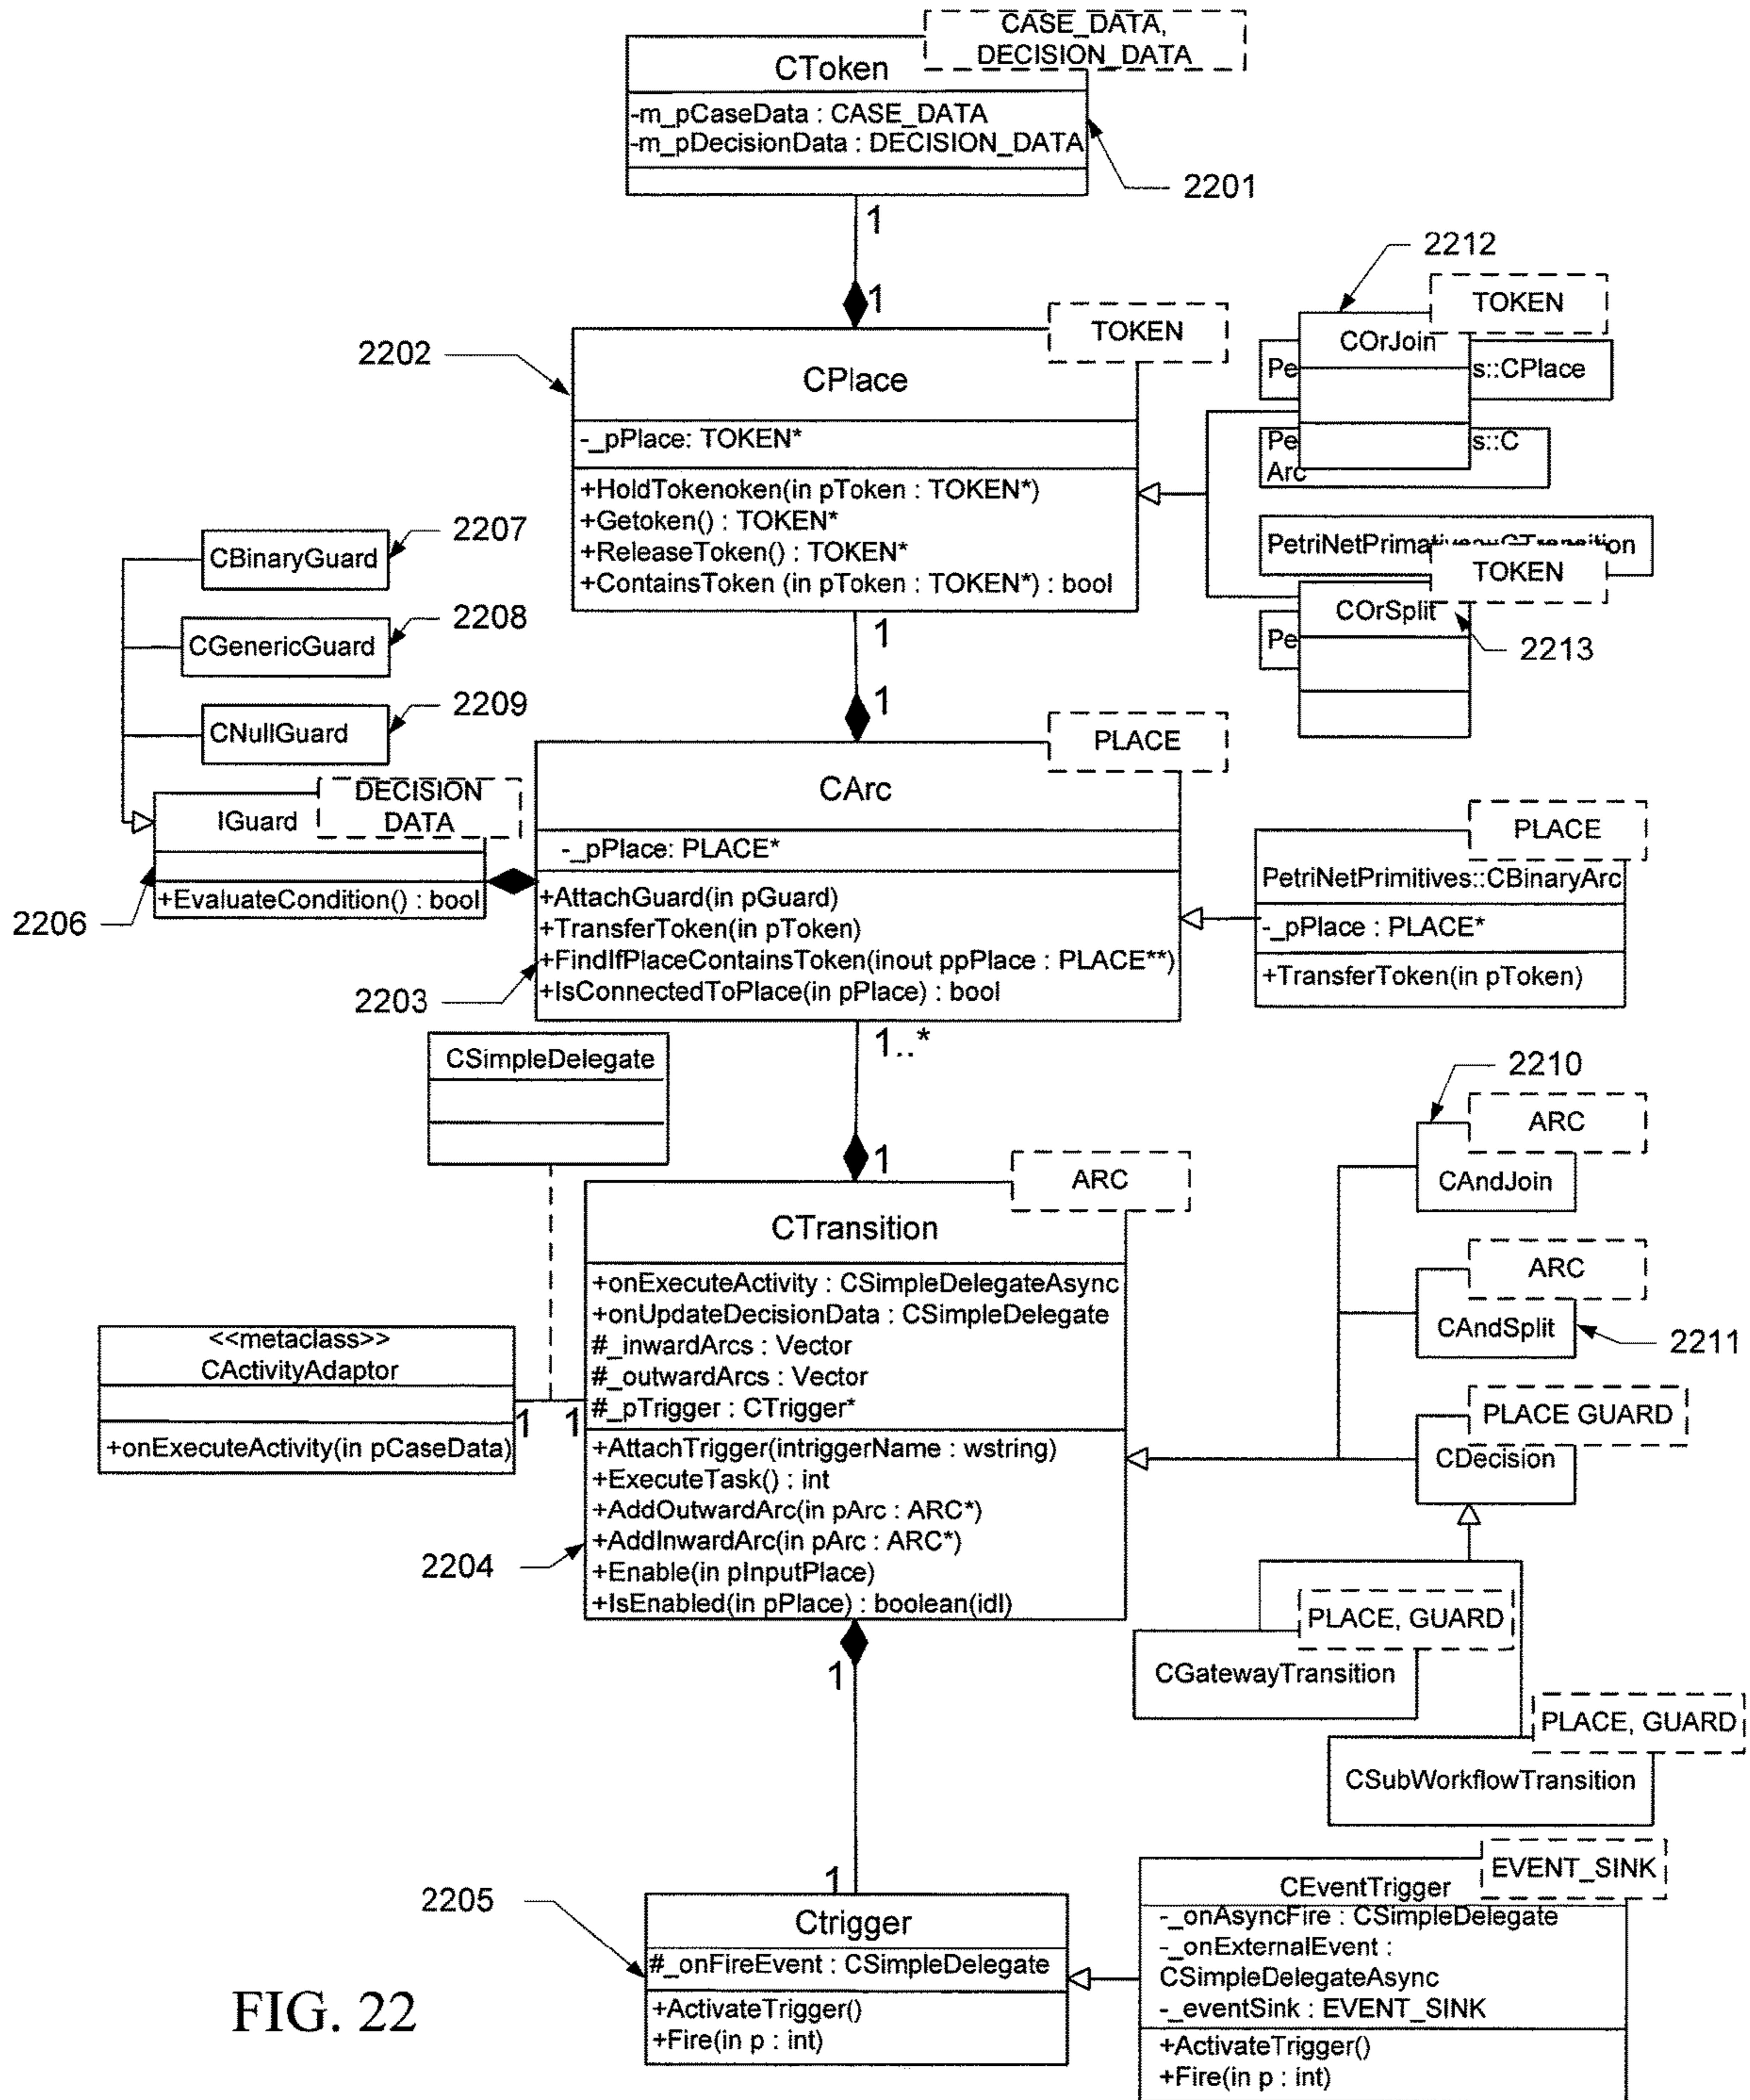 CASE_DATA,
DECISION_DATA
CToken
-m_pCaseData : CASE_DATA
-m_pDecisionData : DECISION_DATA
2201
1
1
2212
TOKEN
TOKEN
2202
COrJoin
CPlace
Pe
s::CPlace
-_pPlace: TOKEN*
Pe
s::C
Arc
+HoldTokenoken(in pToken : TOKEN*)
+Getoken() : TOKEN*
+ReleaseToken() : TOKEN*
+ContainsToken (in pToken : TOKEN*) : bool
2207
CBinaryGuard
TOKEN
COrSplit
Pe
2213
2208
CGenericGuard
1
1
2209
CNullGuard
PLACE
CArc
DECISION
DATA
IGuard
-_pPlace: PLACE*
PLACE
PetriNetPrimitives::CBinaryArc
+EvaluateCondition() : bool
2206
+AttachGuard(in pGuard)
+TransferToken(in pToken)
+FindIfPlaceContainsToken(inout ppPlace : PLACE**)
+IsConnectedToPlace(in pPlace) : bool
-_pPlace : PLACE*
+TransferToken(in pToken)
2203
1..*
CSimpleDelegate
2210
ARC
CAndJoin
1
ARC
CTransition
ARC
CAndSplit
2211
+onExecuteActivity : CSimpleDelegateAsync
+onUpdateDecisionData : CSimpleDelegate
#_inwardArcs : Vector
#_outwardArcs : Vector
#_pTrigger : CTrigger*
<<metaclass>>
CActivityAdaptor
1
1
+onExecuteActivity(in pCaseData)
PLACE GUARD
CDecision
+AttachTrigger(intriggerName : wstring)
+ExecuteTask() : int
+AddOutwardArc(in pArc : ARC*)
+AddInwardArc(in pArc : ARC*)
+Enable(in pInputPlace)
+IsEnabled(in pPlace) : boolean(idl)
2204
PLACE, GUARD
CGatewayTransition
1
PLACE, GUARD
CSubWorkflowTransition
1
2205
Ctrigger
#_onFireEvent : CSimpleDelegate
+ActivateTrigger()
+Fire(in p : int)
EVENT_SINK
CEventTrigger
-_onAsyncFire : CSimpleDelegate
-_onExternalEvent :
CSimpleDelegateAsync
-_eventSink : EVENT_SINK
+ActivateTrigger()
+Fire(in p : int)
FIG. 22